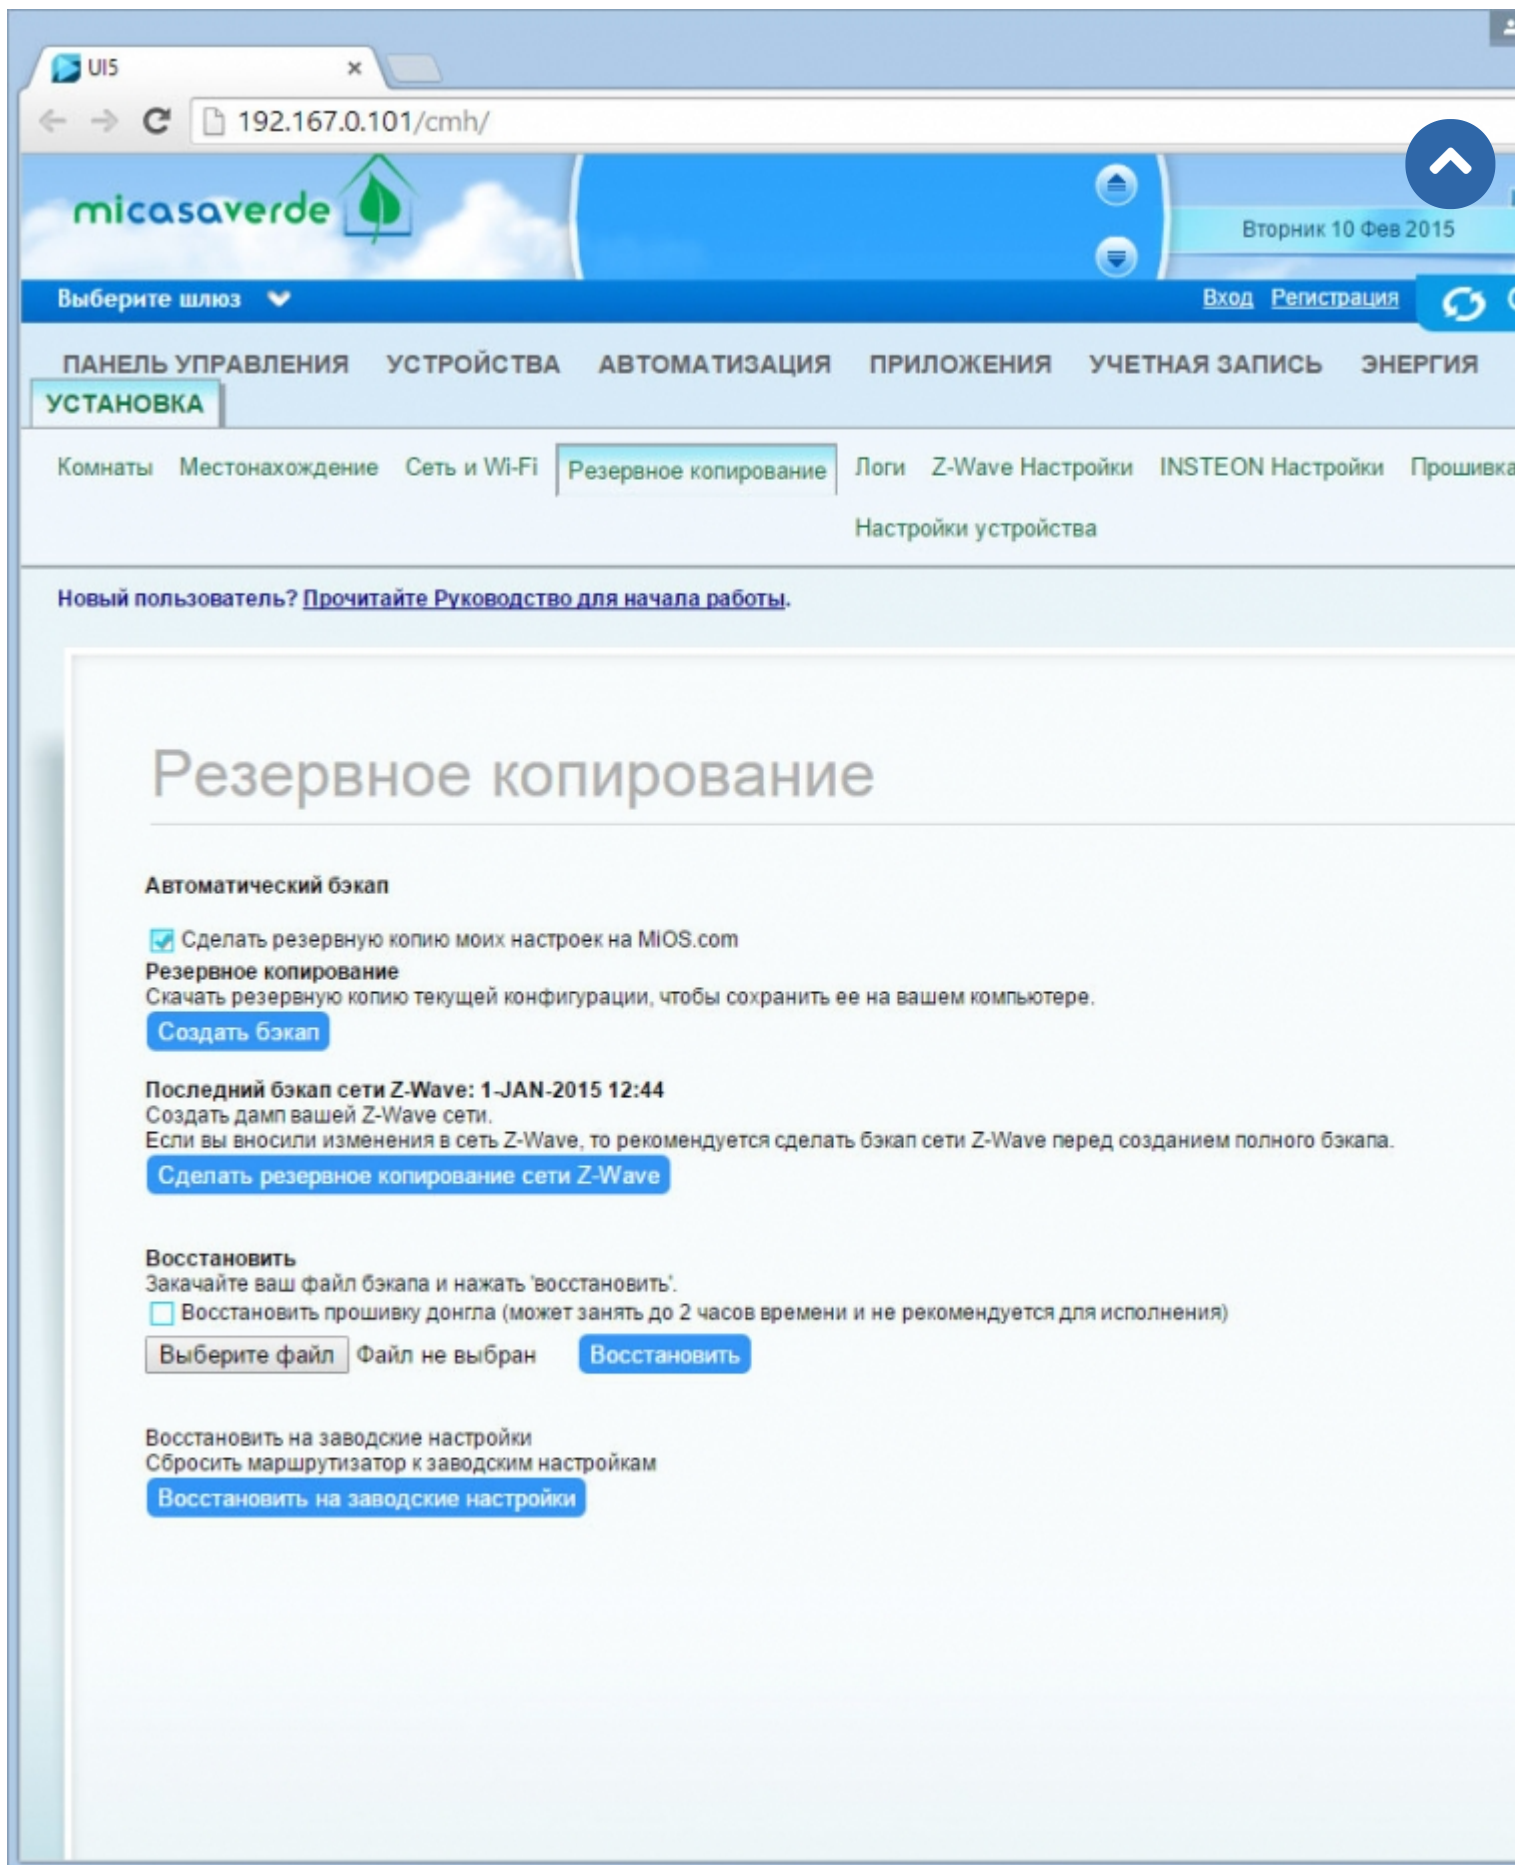 UI5
192.167.0.101/cmh/
micasaverde
Вторник 10 Фев 2015
Выберите шлюз
Вход Регистрация
ПАНЕЛЬ УПРАВЛЕНИЯ УСТРОЙСТВА АВТОМАТИЗАЦИЯ ПРИЛОЖЕНИЯ УЧЕТНАЯ ЗАПИСЬ ЭНЕРГИЯ
УСТАНОВКА
Комнаты Местонахождение Сеть и Wi-Fi Резервное копирование Логи Z-Wave Настройки INSTEON Настройки Прошивка
Настройки устройства
Новый пользователь? Прочитайте Руководство для начала работы.
Резервное копирование
Автоматический бэкап
Сделать резервную копию моих настроек на MiOS.com
Резервное копирование
Скачать резервную копию текущей конфигурации, чтобы сохранить ее на вашем компьютере.
Создать бэкап
Последний бэкап сети Z-Wave: 1-JAN-2015 12:44
Создать дамп вашей Z-Wave сети.
Если вы вносили изменения в сеть Z-Wave, то рекомендуется сделать бэкап сети Z-Wave перед созданием полного бэкапа.
Сделать резервное копирование сети Z-Wave
Восстановить
Закачайте ваш файл бэкапа и нажать 'восстановить'.
Восстановить прошивку донгла (может занять до 2 часов времени и не рекомендуется для исполнения)
Выберите файл Файл не выбран Восстановить
Восстановить на заводские настройки
Сбросить маршрутизатор к заводским настройкам
Восстановить на заводские настройки